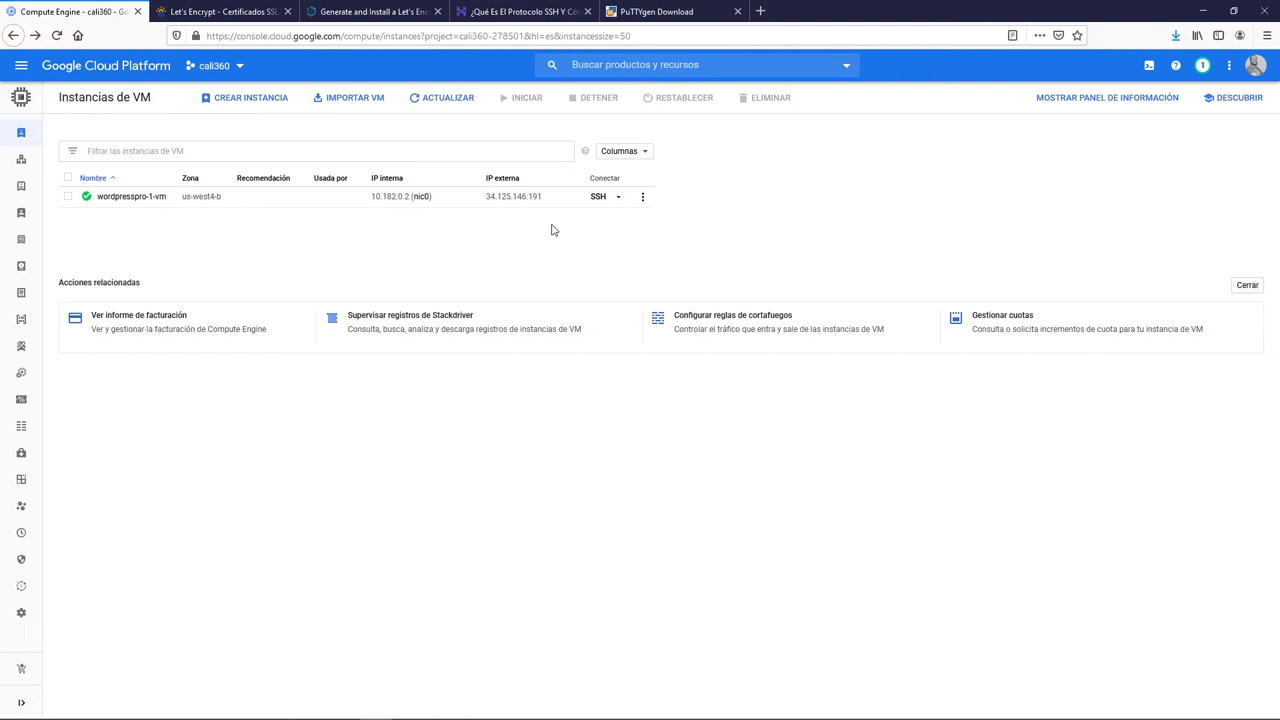 Compute Engine - cali360 - Go
Let's Encrypt - Certificados SSL
Generate and Install a Let's Enc
¿Qué Es El Protocolo SSH Y Có
PuTTYgen Download
https://console.cloud.google.com/compute/instances?project=cali360-278501&hl=es&instancessize=50
Google Cloud Platform
cali360
Buscar productos y recursos
1
Instancias de VM
CREAR INSTANCIA
IMPORTAR VM
ACTUALIZAR
INICIAR
DETENER
RESTABLECER
ELIMINAR
MOSTRAR PANEL DE INFORMACIÓN
DESCUBRIR
Filtrar las instancias de VM
Columnas
Nombre Zona Recomendación Usada por IP interna IP externa Conectar
wordpresspro-1-vm us-west4-b 10.182.0.2 (nic0) 34.125.146.191 SSH
Acciones relacionadas
Cerrar
Ver informe de facturación
Ver y gestionar la facturación de Compute Engine
Supervisar registros de Stackdriver
Consulta, busca, analiza y descarga registros de instancias de VM
Configurar reglas de cortafuegos
Controlar el tráfico que entra y sale de las instancias de VM
Gestionar cuotas
Consulta o solicita incrementos de cuota para tu instancia de VM